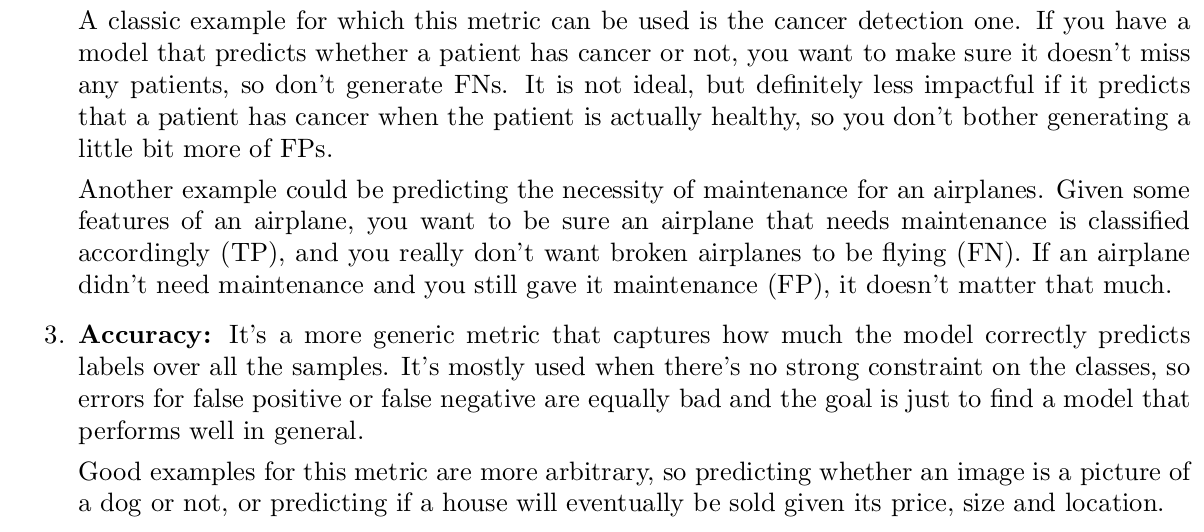 A classic example for which this metric can be used is the cancer detection one. If you have a
model that predicts whether a patient has cancer or not, you want to make sure it doesn't miss
any patients, so don't generate FNs. It is not ideal, but definitely less impactful if it predicts
that a patient has cancer when the patient is actually healthy, so you don't bother generating a
little bit more of FPs.
Another example could be predicting the necessity of maintenance for an airplanes. Given some
features of an airplane, you want to be sure an airplane that needs maintenance is classified
accordingly (TP), and you really don't want broken airplanes to be flying (FN). If an airplane
didn't need maintenance and you still gave it maintenance (FP), it doesn't matter that much.
3. Accuracy: It's a more generic metric that captures how much the model correctly predicts
labels over all the samples. It's mostly used when there's no strong constraint on the classes, so
errors for false positive or false negative are equally bad and the goal is just to find a model that
performs well in general.
Good examples for this metric are more arbitrary, so predicting whether an image is a picture of
a dog or not, or predicting if a house will eventually be sold given its price, size and location.